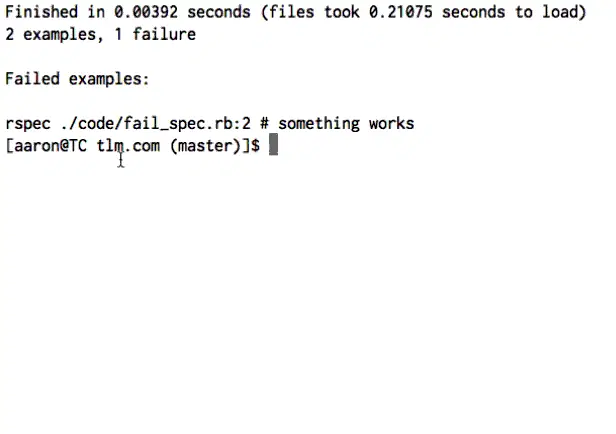 Finished in 0.00392 seconds (files took 0.21075 seconds to load)
2 examples, 1 failure
Failed examples:
rspec ./code/fail_spec.rb:2 # something works
[aaron@TC tlm.com (master)]$